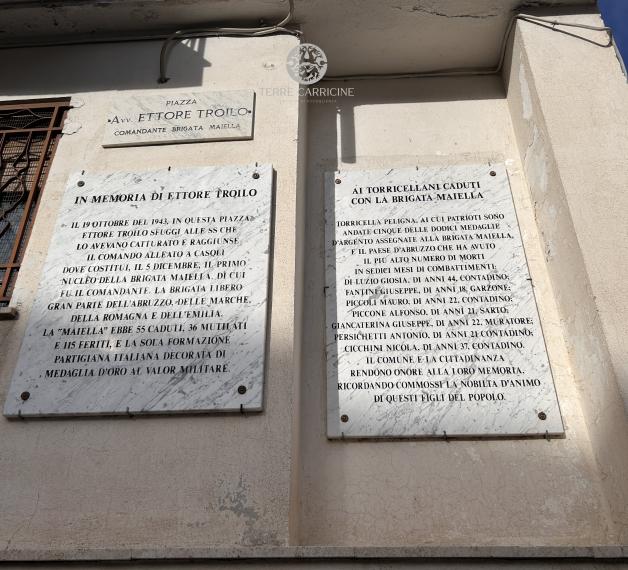 TERRE CARRICINE
PIAZZA
•AVV. ETTORE TROILO•
COMANDANTE BRIGATA MAIELLA
IN MEMORIA DI ETTORE TROILO
IL 19 OTTOBRE DEL 1943, IN QUESTA PIAZZA,
ETTORE TROILO SFUGGI ALLE SS CHE
LO AVEVANO CATTURATO E RAGGIUNSE
IL COMANDO ALLEATO A CASOLI
DOVE COSTITUI, IL 5 DICEMBRE, IL PRIMO
NUCLEO DELLA BRIGATA MAIELLA, DI CUI
FU IL COMANDANTE. LA BRIGATA LIBERO
GRAN PARTE DELL'ABRUZZO, DELLE MARCHE,
DELLA ROMAGNA E DELL'EMILIA.
LA "MAIELLA" EBBE 55 CADUTI, 36 MUTILATI
E 115 FERITI, E LA SOLA FORMAZIONE
PARTIGIANA ITALIANA DECORATA DI
MEDAGLIA D'ORO AL VALOR MILITARE.
AI TORRICELLANI CADUTI
CON LA BRIGATA MAIELLA
TORRICELLA PELIGNA, AI CUI PATRIOTI SONO
ANDATE CINQUE DELLE DODICI MEDAGLIE
D'ARGENTO ASSEGNATE ALLA BRIGATA MAIELLA,
E IL PAESE D'ABRUZZO CHE HA AVUTO
IL PIU ALTO NUMERO DI MORTI
IN SEDICI MESI DI COMBATTIMENTI:
DI LUZIO GIOSIA, DI ANNI 44, CONTADINO;
FANTINI GIUSEPPE, DI ANNI 18, GARZONE;
PICCOLI MAURO, DI ANNI 22, CONTADINO;
PICCONE ALFONSO, DI ANNI 21, SARTO;
GIANCATERINA GIUSEPPE, DI ANNI 22, MURATORE;
PERSICHETTI ANTONIO, DI ANNI 21 CONTADINO;
CICCHINI NICOLA, DI ANNI 37, CONTADINO.
IL COMUNE E LA CITTADINANZA
RENDONO ONORE ALLA LORO MEMORIA,
RICORDANDO COMMOSSI LA NOBILTA D'ANIMO
DI QUESTI FIGLI DEL POPOLO.